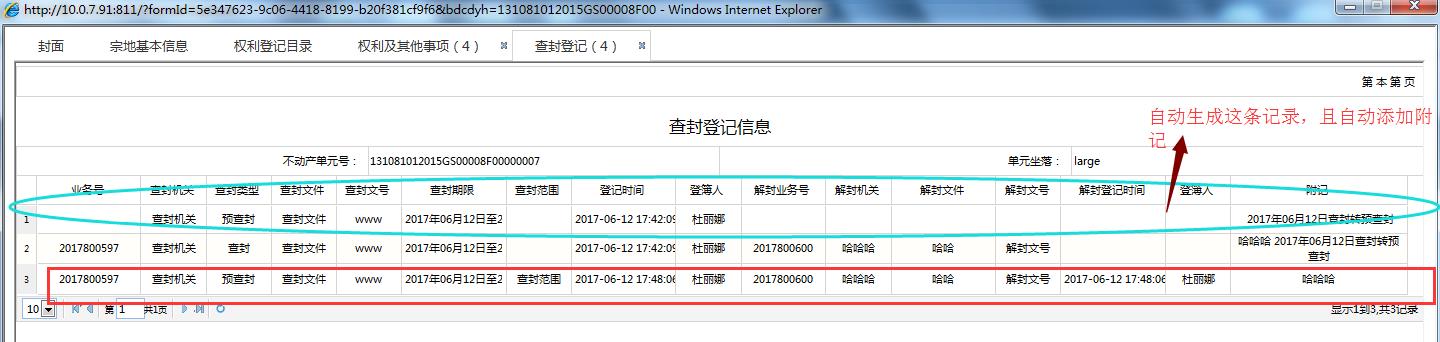 http://10.0.7.91:811/?formId=5e347623-9c06-4418-8199-b20f381cf9f6&bdcdyh=131081012015GS00008F00 - Windows Internet Explorer
封面 宗地基本信息 权利登记目录 权利及其他事项（4） 查封登记（4）
第 本 第 页
自动生成这条记录，且自动添加附
记
查封登记信息
不动产单元号： 131081012015GS00008F00000007 单元坐落： large
业务号 查封机关 查封类型 查封文件 查封文号 查封期限 查封范围 登记时间 登簿人 解封业务号 解封机关 解封文件 解封文号 解封登记时间 登簿人 附记
1 查封机关 预查封 查封文件 www 2017年06月12日至2 2017-06-12 17:42:09 杜丽娜 2017年06月12日查封转预查封
2 2017800597 查封机关 查封 查封文件 www 2017年06月12日至2 2017-06-12 17:42:09 杜丽娜 2017800600 哈哈哈 哈哈 解封文号 哈哈哈 2017年06月12日查封转预
查封
3 2017800597 查封机关 预查封 查封文件 www 2017年06月12日至2 查封范围 2017-06-12 17:48:06 杜丽娜 2017800600 哈哈哈 哈哈 解封文号 2017-06-12 17:48:06 杜丽娜 哈哈哈
10 第 1 共1页 显示1到3,共3记录